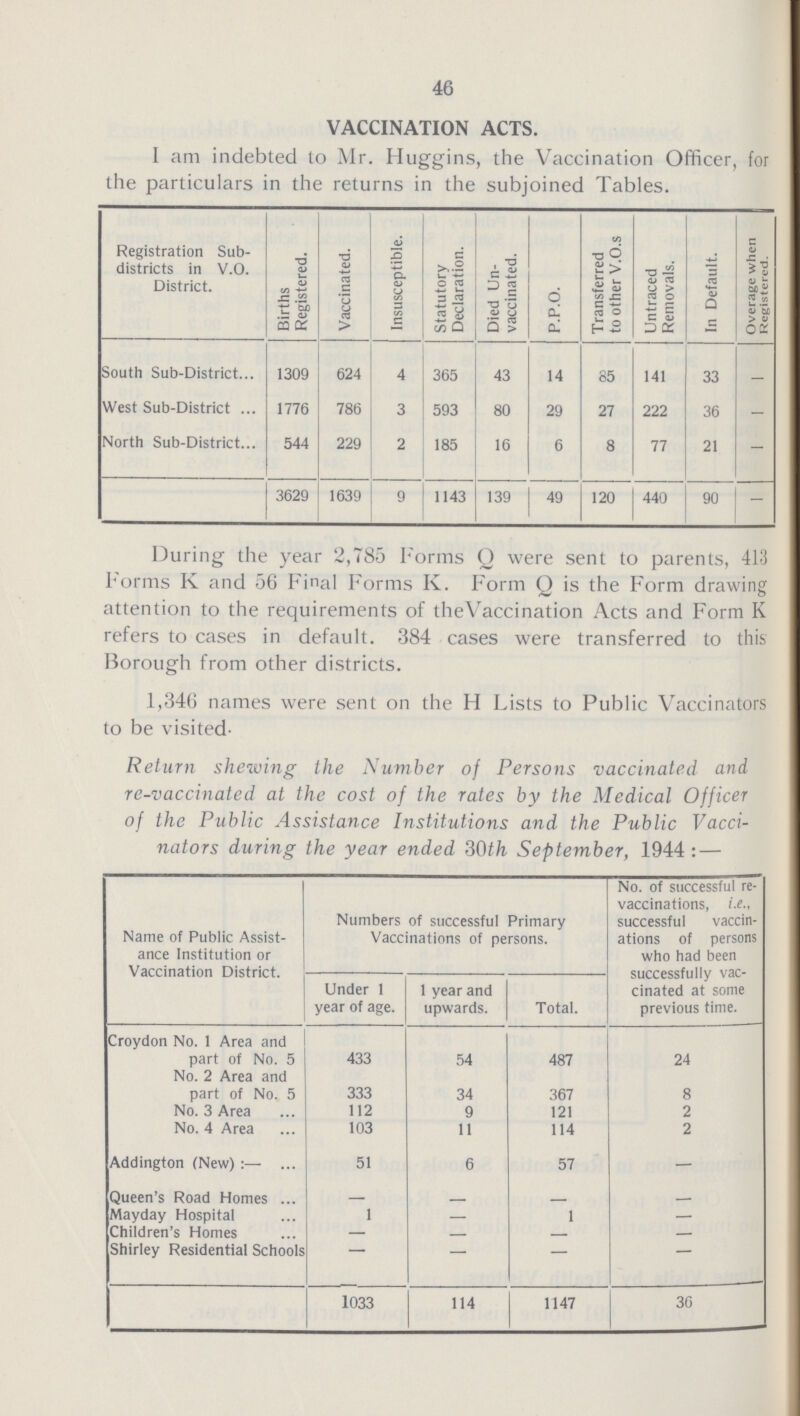 46
VACCINATION ACTS.
I am indebted to Mr. Huggins, the Vaccination Officer, for
the particulars in the returns in the subjoined Tables.
Registration Sub-
districts in V.O.
District.
Births
Registered.
Vaccinated.
Insusceptible.
Statutory
Declaration.
Died Un-
vaccinated.
P.P.O.
Transferred
to other V.O.s
Untraced
Removals.
In Default.
Overage when
Registered.
South Sub-District... 1309 624 4 365 43 14 85 141 33 —
West Sub-District ... 1776 786 3 593 80 29 27 222 36 —
North Sub-District... 544 229 2 185 16 6 8 77 21 —
3629 1639 9 1143 139 49 120 440 90 —
During the year 2,785 Forms Q were sent to parents, 413
Forms K and 56 Final Forms K. Form Q is the Form drawing
attention to the requirements of theVaccination Acts and Form K
refers to cases in default. 384 cases were transferred to this
Borough from other districts.
1,346 names were sent on the H Lists to Public Vaccinators
to be visited·
Return shewing the Number of Persons vaccinated and
re-vaccinated at the cost of the rates by the Medical Officer
of the Public Assistance Institutions and the Public Vacci-
nators during the year ended 30th September, 1944 :—
Name of Public Assist-
ance Institution or
Vaccination District.
Numbers of successful Primary
Vaccinations of persons.
Under 1
year of age.
1 year and
upwards.
Total.
No. of successful re-
vaccinations, i.e.,
successful vaccin-
ations of persons
who had been
successfully vac-
cinated at some
previous time.
Croydon No. 1 Area and
part of No. 5 433 54 487 24
No. 2 Area and
part of No. 5 333 34 367 8
No. 3 Area ... 112 9 121 2
No. 4 Area ... 103 11 114 2
Addington (New) :— ... 51 6 57 —
Queen's Road Homes ... — — — —
Mayday Hospital ... 1 — 1 —
Children's Homes ... — — — —
Shirley Residential Schools — — — —
1033 114 1147 36